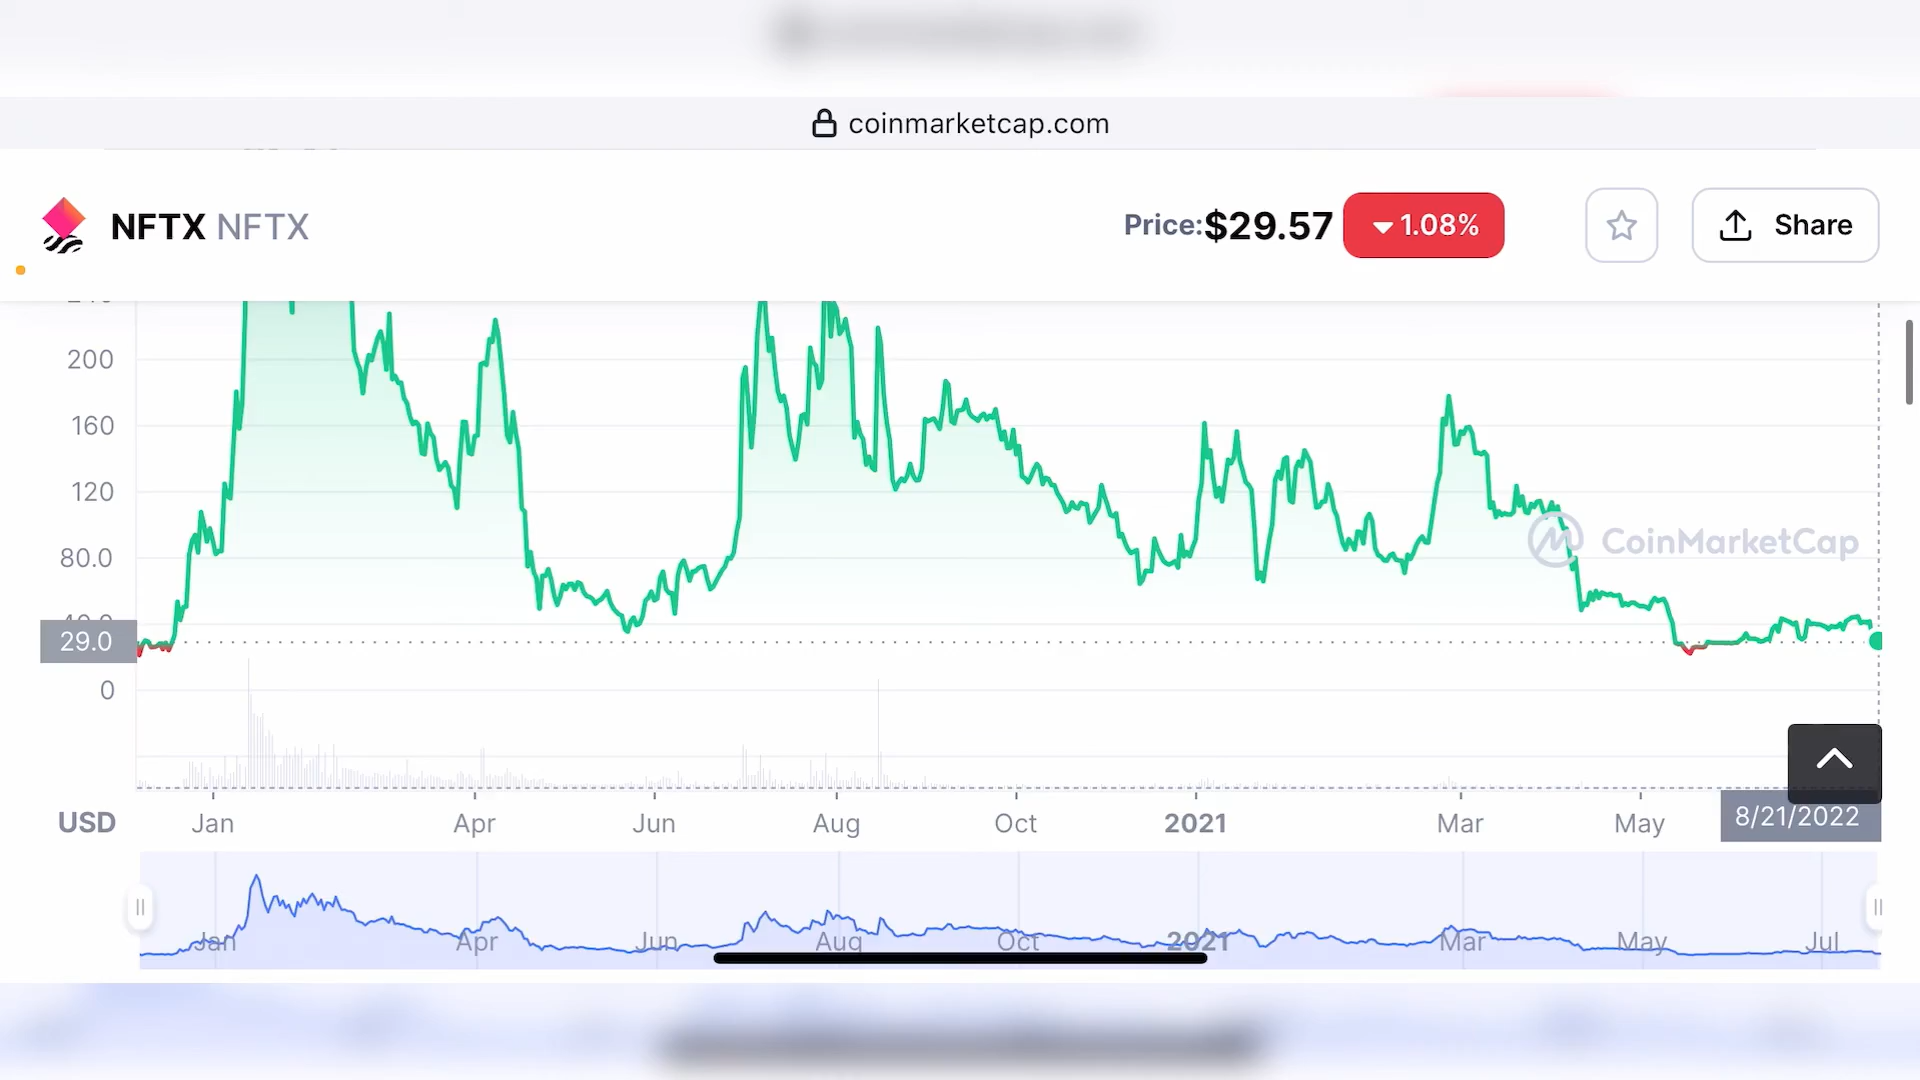 coinmarketcap.com
NFTX NFTX
Price:$29.57 1.08%
Share
200
160
120
80.0
29.0
0
CoinMarketCap
USD Jan Apr Jun Aug Oct 2021 Mar May 8/21/2022
Jan Apr Jun Aug Oct 2021 Mar May Jul